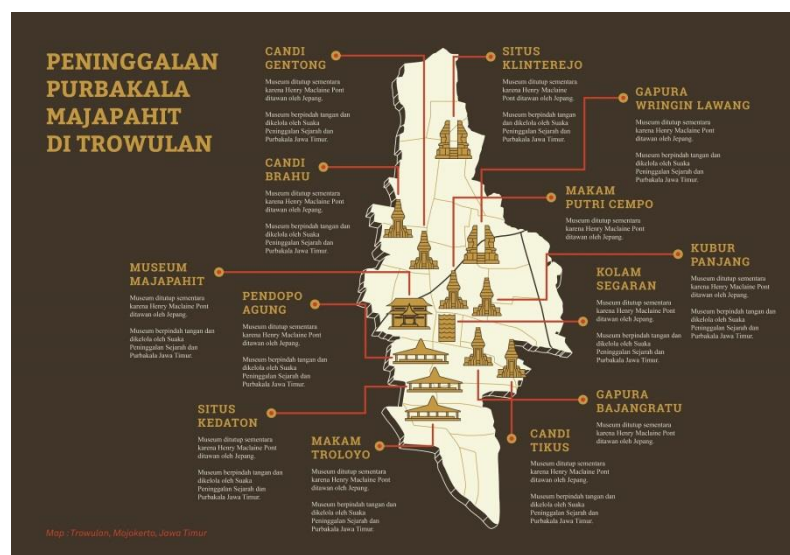 PENINGGALAN
PURBAKALA
MAJAPAHIT
DI TROWULAN
CANDI
GENTONG
Museum ditutup sementara
karena Henry Maclaine Pont
ditawan oleh Jepang.
Museum berpindah tangan dan
dikelola oleh Suaka
Peninggalan Sejarah dan
Purbakala Jawa Timur.
SITUS
KLINTEREJO
Museum ditutup sementara
karena Henry Maclaine
Pont ditawan oleh Jepang.
Museum berpindah tangan
dan dikelola oleh Suaka
Peninggalan Sejarah dan
Purbakala Jawa Timur.
GAPURA
WRINGIN LAWANG
Museum ditutup sementara
karena Henry Maclaine Pont
ditawan oleh Jepang.
Museum berpindah tangan dan
dikelola oleh Suaka
Peninggalan Sejarah dan
Purbakala Jawa Timur.
CANDI
BRAHU
Museum ditutup sementara
karena Henry Maclaine Pont
ditawan oleh Jepang.
Museum berpindah tangan dan
dikelola oleh Suaka
Peninggalan Sejarah dan
Purbakala Jawa Timur.
MAKAM
PUTRI CEMPO
Museum ditutup sementara
karena Henry Maclaine Pont
ditawan oleh Jepang.
KUBUR
PANJANG
Museum ditutup sementara
karena Henry Maclaine Pont
ditawan oleh Jepang.
Museum berpindah tangan dan
dikelola oleh Suaka
Peninggalan Sejarah dan
Purbakala Jawa Timur.
MUSEUM
MAJAPAHIT
Museum ditutup sementara
karena Henry Maclaine Pont
ditawan oleh Jepang.
Museum berpindah tangan dan
dikelola oleh Suaka
Peninggalan Sejarah dan
Purbakala Jawa Timur.
PENDOPO
AGUNG
Museum ditutup sementara
karena Henry Maclaine Pont
ditawan oleh Jepang.
Museum berpindah tangan dan
dikelola oleh Suaka
Peninggalan Sejarah dan
Purbakala Jawa Timur.
KOLAM
SEGARAN
Museum ditutup sementara
karena Henry Maclaine Pont
ditawan oleh Jepang.
Museum berpindah tangan dan
dikelola oleh Suaka
Peninggalan Sejarah dan
Purbakala Jawa Timur.
GAPURA
BAJANGRATU
Museum ditutup sementara
karena Henry Maclaine Pont
ditawan oleh Jepang.
SITUS
KEDATON
Museum ditutup sementara
karena Henry Maclaine Pont
ditawan oleh Jepang.
Museum berpindah tangan dan
dikelola oleh Suaka
Peninggalan Sejarah dan
Purbakala Jawa Timur.
MAKAM
TROLOYO
Museum ditutup sementara
karena Henry Maclaine Pont
ditawan oleh Jepang.
Museum berpindah tangan dan
dikelola oleh Suaka
Peninggalan Sejarah dan
Purbakala Jawa Timur.
CANDI
TIKUS
Museum ditutup sementara
karena Henry Maclaine Pont
ditawan oleh Jepang.
Museum berpindah tangan dan
dikelola oleh Suaka
Peninggalan Sejarah dan
Purbakala Jawa Timur.
Map : Trowulan, Mojokerto, Jawa Timur